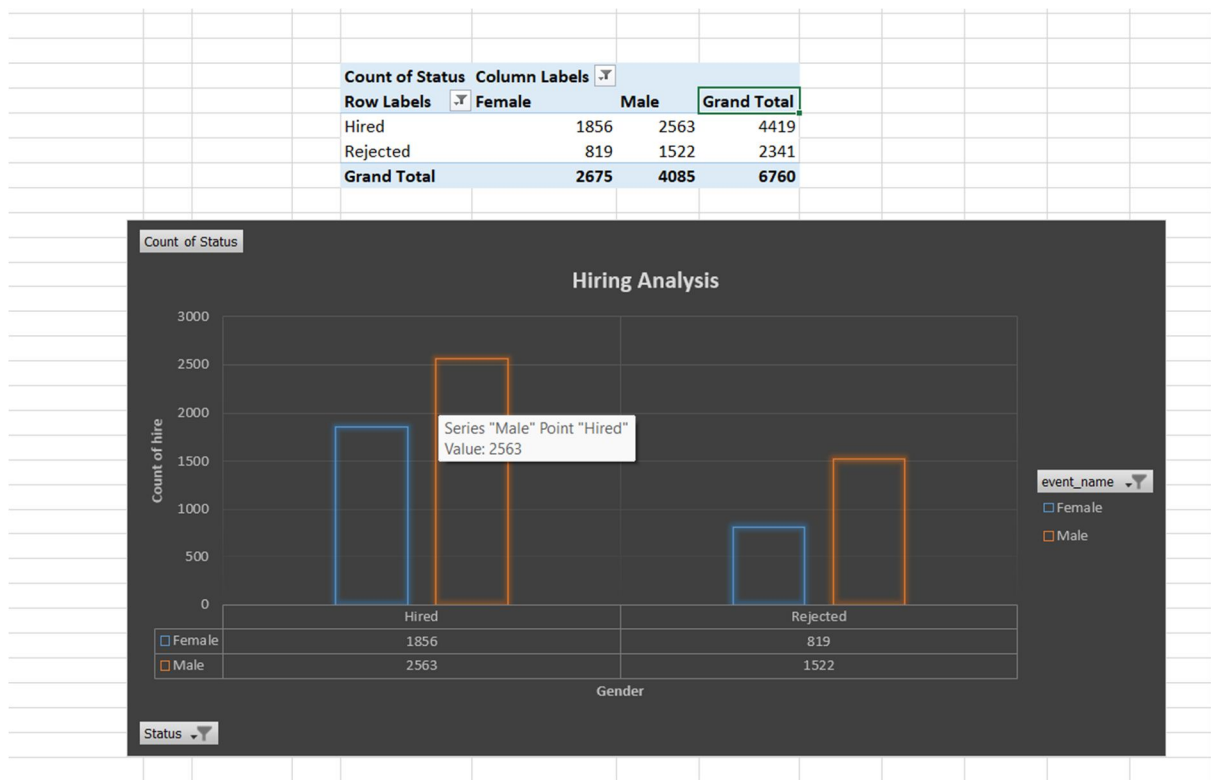 Count of Status Column Labels
Row Labels Female Male Grand Total
Hired 1856 2563 4419
Rejected 819 1522 2341
Grand Total 2675 4085 6760
Count of Status
Hiring Analysis
3000
2500
2000
1500
1000
500
0
Count of hire
Series "Male" Point "Hired"
Value: 2563
event_name
Female
Male
Hired Rejected
Female 1856 819
Male 2563 1522
Gender
Status